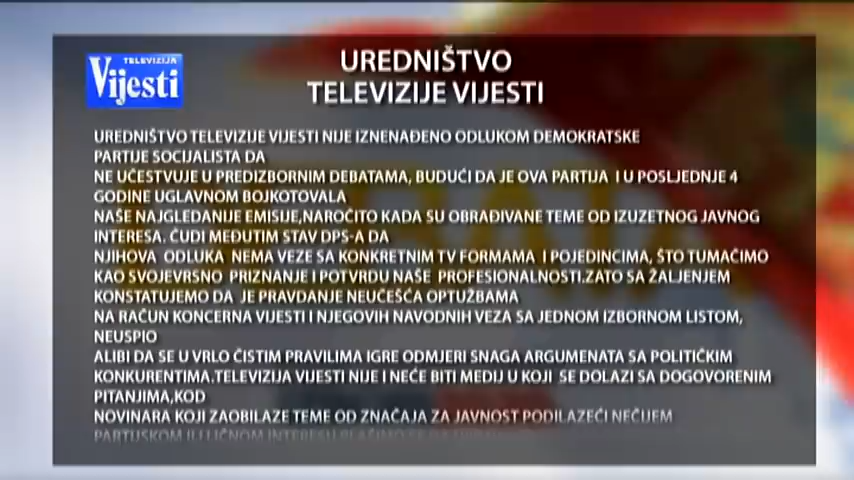 TELEVIZIJA
Vijesti
UREDNIŠTVO
TELEVIZIJE VIJESTI
UREDNIŠTVO TELEVIZIJE VIJESTI NIJE IZNENAĐENO ODLUKOM DEMOKRATSKE
PARTIJE SOCIJALISTA DA
NE UČESTVUJE U PREDIZBORNIM DEBATAMA, BUDUĆI DA JE OVA PARTIJA I U POSLJEDNJE 4
GODINE UGLAVNOM BOJKOTOVALA
NAŠE NAJGLEDANIJE EMISIJE,NAROČITO KADA SU OBRAĐIVANE TEME OD IZUZETNOG JAVNOG
INTERESA. ČUDI MEĐUTIM STAV DPS-A DA
NJIHOVA ODLUKA NEMA VEZE SA KONKRETNIM TV FORMAMA I POJEDINCIMA, ŠTO TUMAČIMO
KAO SVOJEVRSNO PRIZNANJE I POTVRDU NAŠE PROFESIONALNOSTI.ZATO SA ŽALJENJEM
KONSTATUJEMO DA JE PRAVDANJE NEUČEŠĆA OPTUŽBAMA
NA RAČUN KONCERNA VIJESTI I NJEGOVIH NAVODNIH VEZA SA JEDNOM IZBORNOM LISTOM,
NEUSPIO
ALIBI DA SE U VRLO ČISTIM PRAVILIMA IGRE ODMJERI SNAGA ARGUMENATA SA POLITIČKIM
KONKURENTIMA.TELEVIZIJA VIJESTI NIJE I NEĆE BITI MEDIJ U KOJI SE DOLAZI SA DOGOVORENIM
PITANJIMA,KOD
NOVINARA KOJI ZAOBILAZE TEME OD ZNAČAJA ZA JAVNOST PODILAZEĆI NEČIJEM
PARTIJSKOM ILI LIČNOM INTERESU